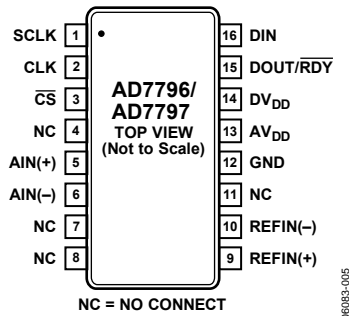 SCLK 1 16 DIN
CLK 2 15 DOUT/RDY
CS 3 14 DVDD
NC 4 13 AVDD
AIN(+) 5 12 GND
AIN(–) 6 11 NC
NC 7 10 REFIN(–)
NC 8 9 REFIN(+)
AD7796/
AD7797
TOP VIEW
(Not to Scale)
NC = NO CONNECT
06083-005